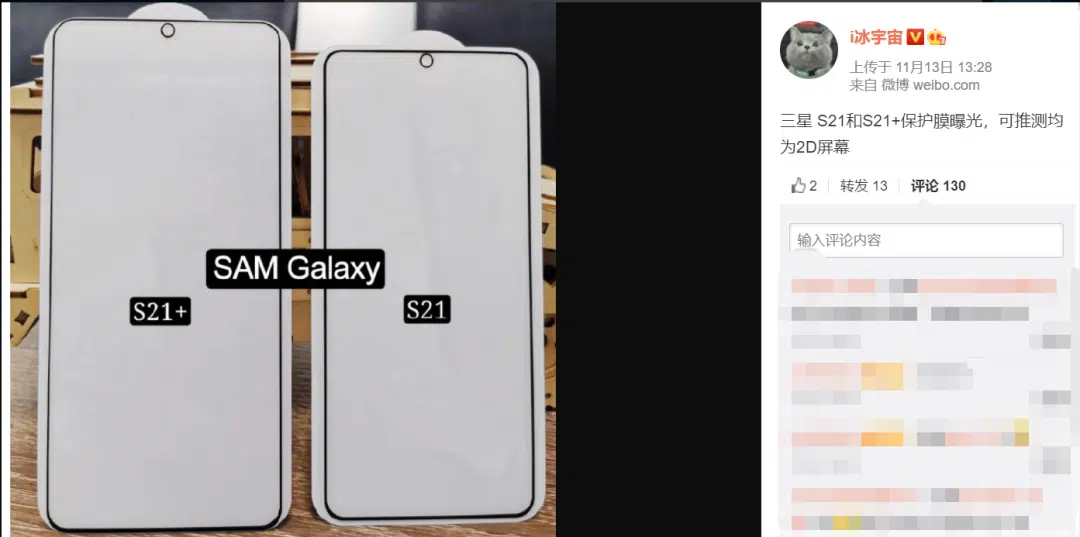 SAM Galaxy
S21+
S21
i冰宇宙
上传于 11月13日 13:28
来自 微博 weibo.com
三星 S21和S21+保护膜曝光，可推测均
为2D屏幕
2 转发 13 评论 130
输入评论内容